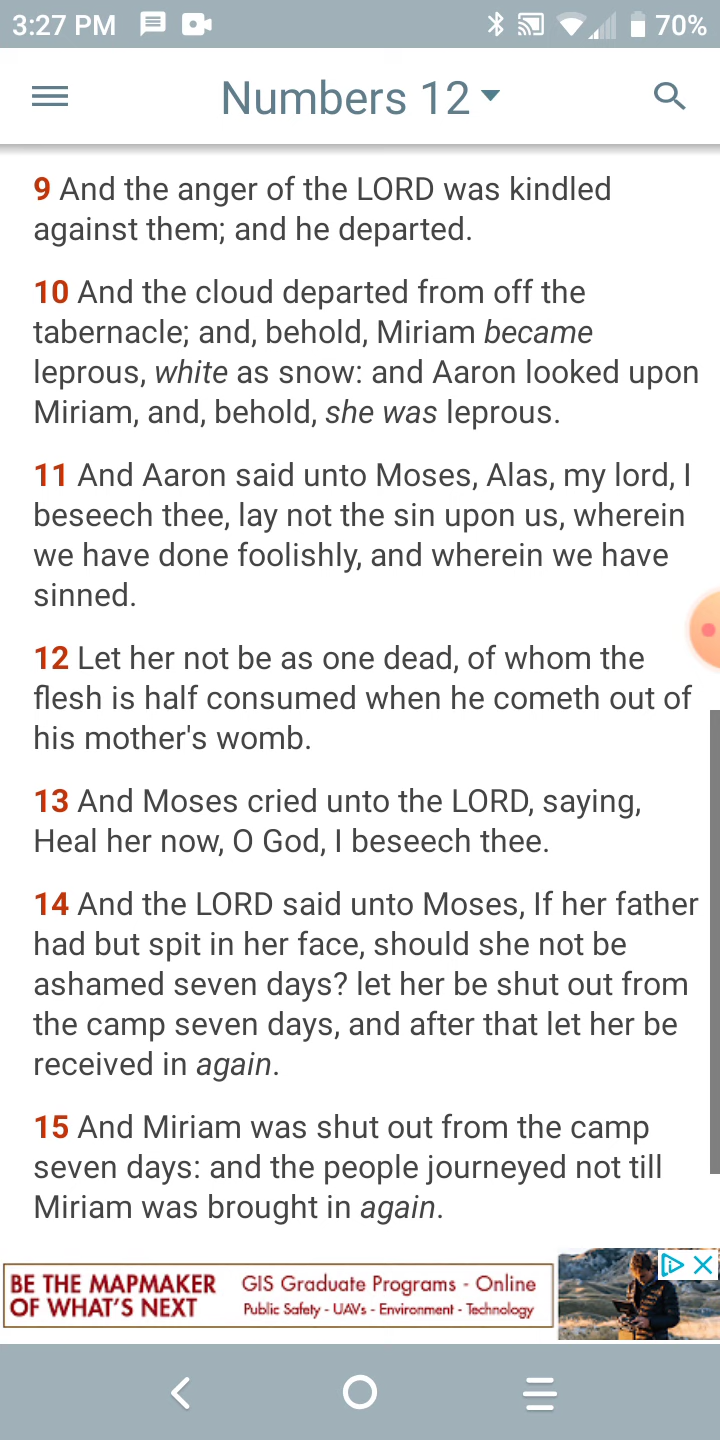 3:27 PM
70%
Numbers 12
9 And the anger of the LORD was kindled
against them; and he departed.
10 And the cloud departed from off the
tabernacle; and, behold, Miriam became
leprous, white as snow: and Aaron looked upon
Miriam, and, behold, she was leprous.
11 And Aaron said unto Moses, Alas, my lord, I
beseech thee, lay not the sin upon us, wherein
we have done foolishly, and wherein we have
sinned.
12 Let her not be as one dead, of whom the
flesh is half consumed when he cometh out of
his mother's womb.
13 And Moses cried unto the LORD, saying,
Heal her now, O God, I beseech thee.
14 And the LORD said unto Moses, If her father
had but spit in her face, should she not be
ashamed seven days? let her be shut out from
the camp seven days, and after that let her be
received in again.
15 And Miriam was shut out from the camp
seven days: and the people journeyed not till
Miriam was brought in again.
BE THE MAPMAKER
OF WHAT'S NEXT
GIS Graduate Programs - Online
Public Safety - UAVs - Environment - Technology